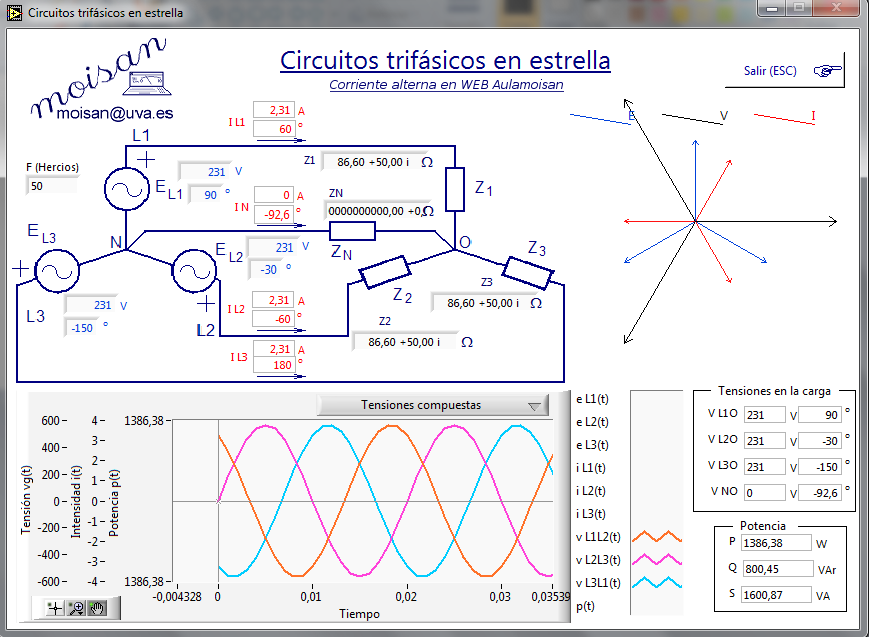 Circuitos trifásicos en estrella
moisan
moisan@uva.es
Circuitos trifásicos en estrella
Corriente alterna en WEB Aulamoisan
Salir (ESC)
E V I
F (Hercios)
50
L1
E L1
231 V
90 °
I L1
2,31 A
60 °
Z1
86,60 +50,00 i Ω
Z1
I N
0 A
-92,6 °
ZN
0000000000,00 +0, Ω
ZN
N
O
E L3
L3
231 V
-150 °
E L2
L2
231 V
-30 °
I L2
2,31 A
-60 °
Z2
Z2
86,60 +50,00 i Ω
Z3
Z3
86,60 +50,00 i Ω
I L3
2,31 A
180 °
Tensiones compuestas
Tensión vg(t)
600
400
200
0
-200
-400
-600
Intensidad i(t)
4
3
2
1
0
-1
-2
-3
-4
Potencia p(t)
1386,38
1386,38
-0,004328 0 0,01 0,02 0,03 0,03539
Tiempo
e L1(t)
e L2(t)
e L3(t)
i L1(t)
i L2(t)
i L3(t)
v L1L2(t)
v L2L3(t)
v L3L1(t)
p(t)
Tensiones en la carga
V L1O 231 V 90 °
V L2O 231 V -30 °
V L3O 231 V -150 °
V NO 0 V -92,6 °
Potencia
P 1386,38 W
Q 800,45 VAr
S 1600,87 VA